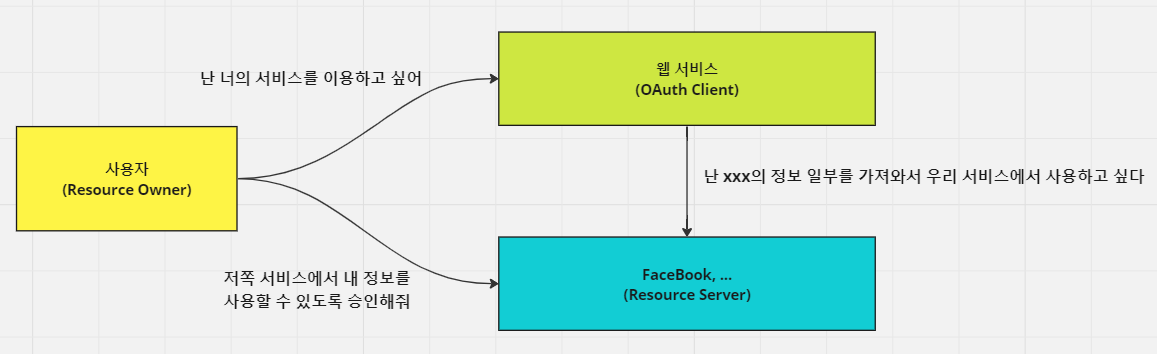 난 너의 서비스를 이용하고 싶어
웹 서비스
(OAuth Client)
사용자
(Resource Owner)
난 xxx의 정보 일부를 가져와서 우리 서비스에서 사용하고 싶다
저쪽 서비스에서 내 정보를
사용할 수 있도록 승인해줘
FaceBook, ...
(Resource Server)